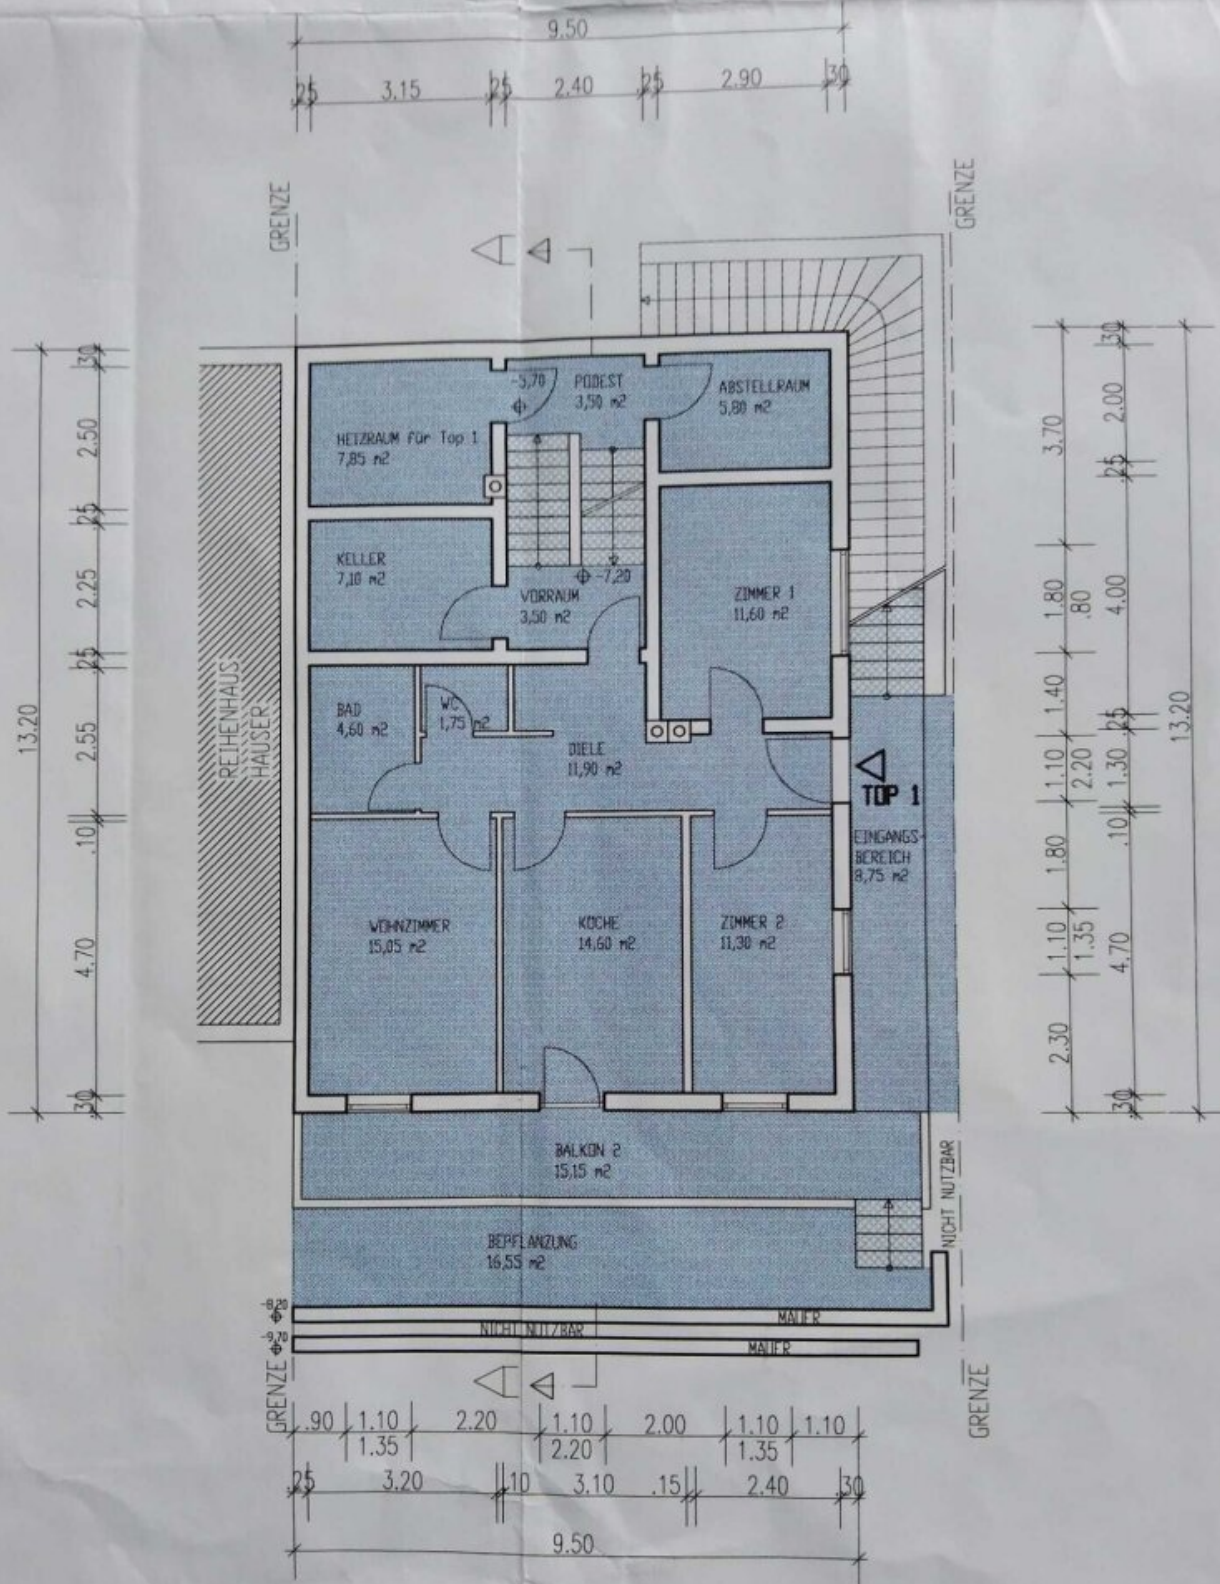 9.50
.25
3.15
.25
2.40
.25
2.90
.30
GRENZE
GRENZE
-5,70
PODEST
3,50 m2
ABSTELLRAUM
5,80 m2
HEIZRAUM für Top 1
7,85 m2
KELLER
7,10 m2
-7,20
VORRAUM
3,50 m2
ZIMMER 1
11,60 m2
REIHENHAUS
HÄUSER
BAD
4,60 m2
WC
1,75 m2
DIELE
11,90 m2
TOP 1
EINGANGS-
BEREICH
8,75 m2
WOHNZIMMER
15,05 m2
KÜCHE
14,60 m2
ZIMMER 2
11,30 m2
BALKON 2
15,15 m2
NICHT NUTZBAR
BEPFLANZUNG
16,55 m2
-8,20
MAUER
NICHT NUTZBAR
-9,70
MAUER
GRENZE
GRENZE
13.20
.30
2.50
.25
2.25
.25
2.55
.10
4.70
.30
3.70
1.80
.80
1.40
1.10
2.20
1.80
1.10
1.35
2.30
.30
2.00
.25
4.00
.25
1.30
.10
4.70
.30
13.20
.90
1.10
1.35
2.20
1.10
2.20
2.00
1.10
1.35
1.10
.25
3.20
.10
3.10
.15
2.40
.30
9.50